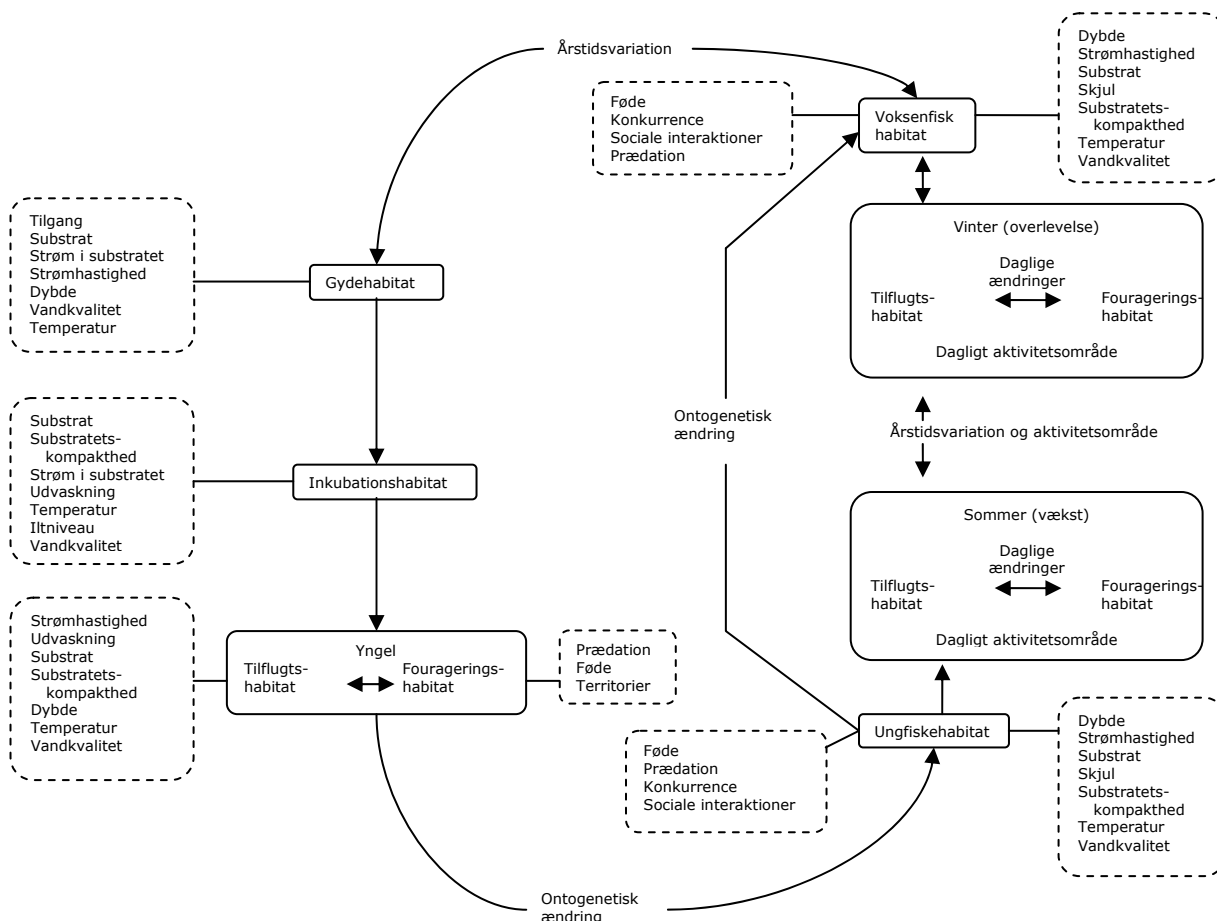 Årstidsvariation
Dybde
Strømhastighed
Substrat
Skjul
Substratets-
kompakthed
Temperatur
Vandkvalitet
Føde
Konkurrence
Sociale interaktioner
Prædation
Voksenfisk
habitat
Tilgang
Substrat
Strøm i substratet
Strømhastighed
Dybde
Vandkvalitet
Temperatur
Gydehabitat
Vinter (overlevelse)
Daglige
ændringer
Tilflugts-
habitat
Fouragerings-
habitat
Dagligt aktivitetsområde
Substrat
Substratets-
kompakthed
Strøm i substratet
Udvaskning
Temperatur
Iltniveau
Vandkvalitet
Inkubationshabitat
Ontogenetisk
ændring
Årstidsvariation og aktivitetsområde
Sommer (vækst)
Daglige
ændringer
Tilflugts-
habitat
Fouragerings-
habitat
Dagligt aktivitetsområde
Strømhastighed
Udvaskning
Substrat
Substratets-
kompakthed
Dybde
Temperatur
Vandkvalitet
Yngel
Tilflugts-
habitat
Fouragerings-
habitat
Prædation
Føde
Territorier
Føde
Prædation
Konkurrence
Sociale interaktioner
Ungfiskehabitat
Dybde
Strømhastighed
Substrat
Skjul
Substratets-
kompakthed
Temperatur
Vandkvalitet
Ontogenetisk
ændring